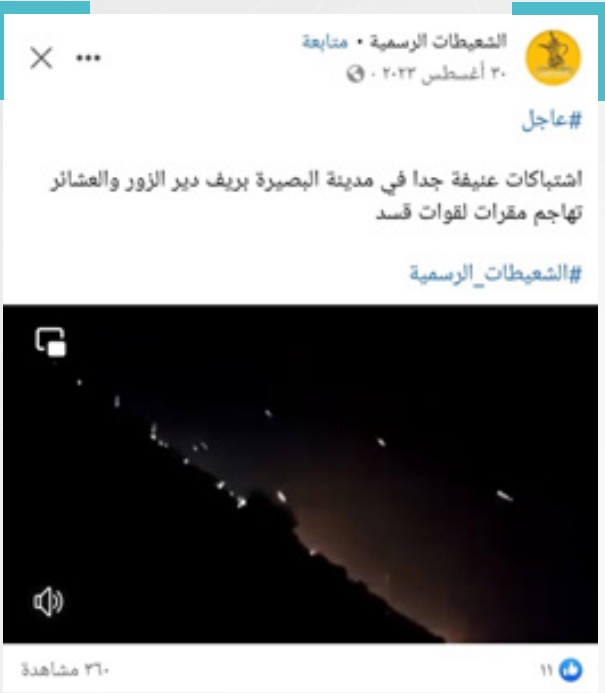 الشعيطات الرسمية • متابعة
٣٠ أغسطس ٢٠٢٣ ·
#عاجل
اشتباكات عنيفة جدا في مدينة البصيرة بريف دير الزور والعشائر
تهاجم مقرات لقوات قسد
#الشعيطات_الرسمية
١١
٣٦٠ مشاهدة